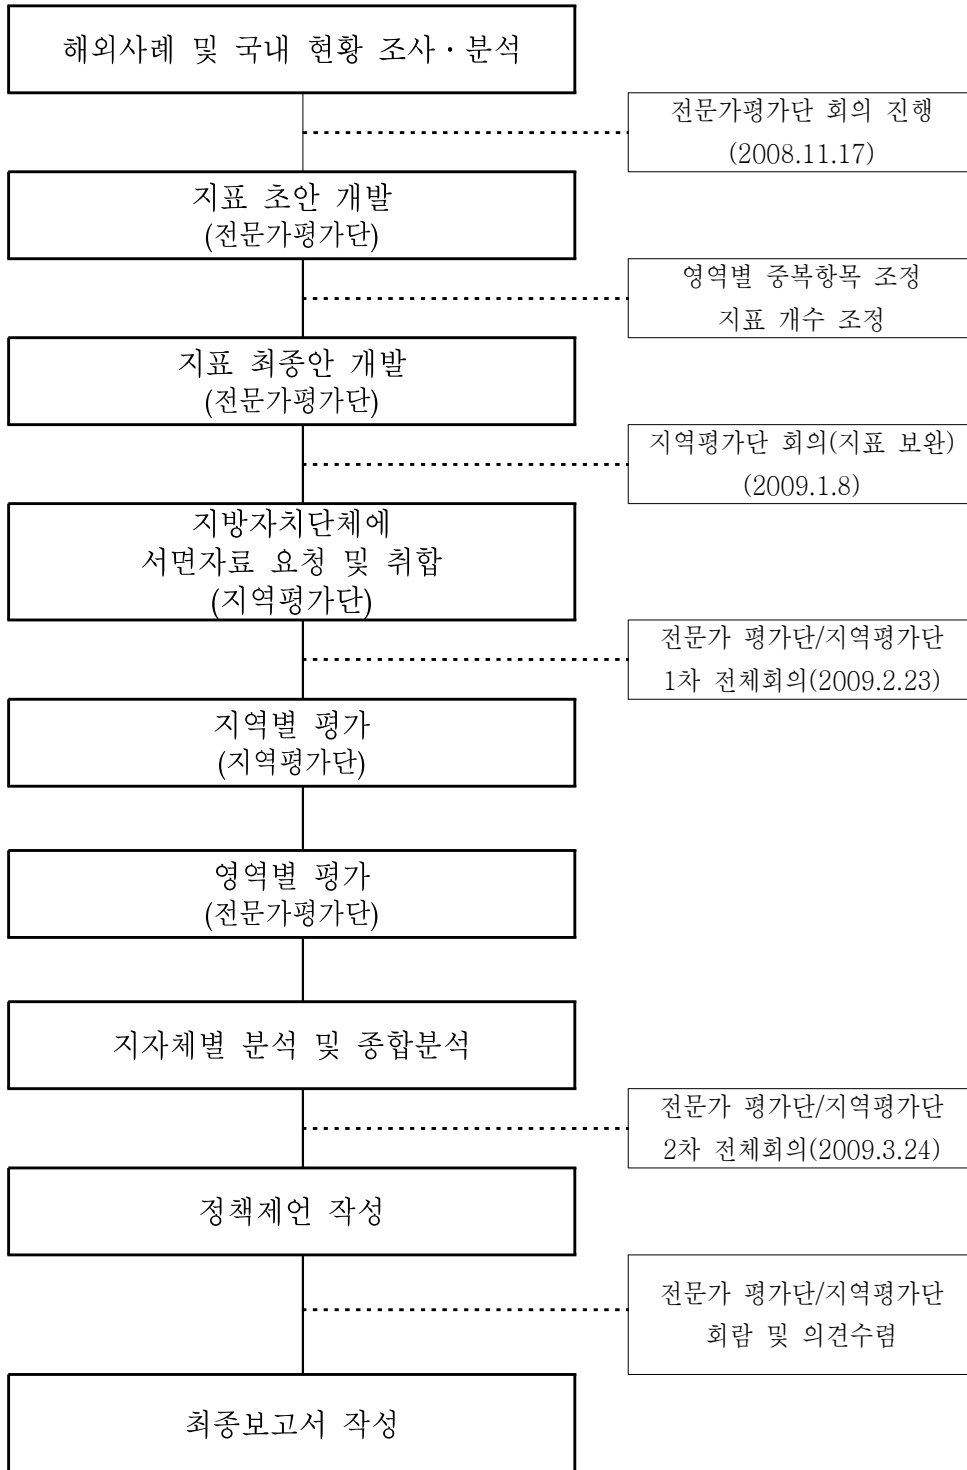 해외사례 및 국내 현황 조사·분석
전문가평가단 회의 진행
(2008.11.17)
지표 초안 개발
(전문가평가단)
영역별 중복항목 조정
지표 개수 조정
지표 최종안 개발
(전문가평가단)
지역평가단 회의(지표 보완)
(2009.1.8)
지방자치단체에
서면자료 요청 및 취합
(지역평가단)
전문가 평가단/지역평가단
1차 전체회의(2009.2.23)
지역별 평가
(지역평가단)
영역별 평가
(전문가평가단)
지자체별 분석 및 종합분석
전문가 평가단/지역평가단
2차 전체회의(2009.3.24)
정책제언 작성
전문가 평가단/지역평가단
회람 및 의견수렴
최종보고서 작성